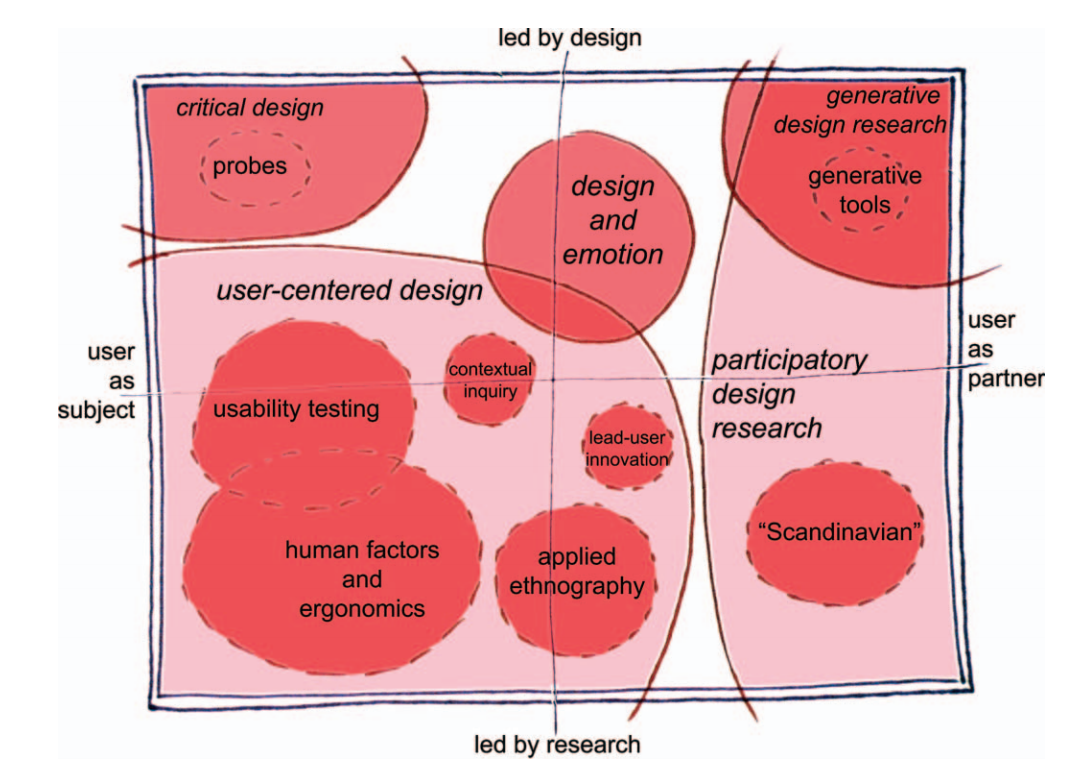 led by design
critical design
probes
generative
design research
generative
tools
design
and
emotion
user-centered design
user
as
subject
usability testing
contextual
inquiry
lead-user
innovation
participatory
design
research
user
as
partner
human factors
and
ergonomics
applied
ethnography
“Scandinavian”
led by research